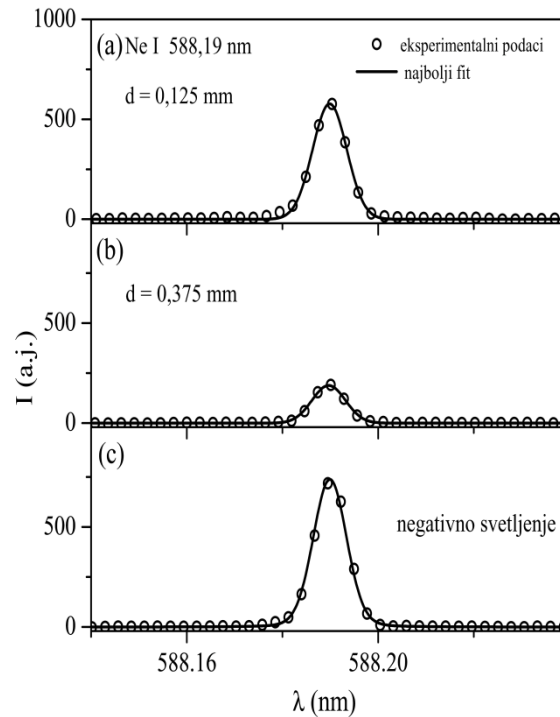 1000
(a) Ne I 588,19 nm
eksperimentalni podaci
najbolji fit
d = 0,125 mm
500
0
(b)
d = 0,375 mm
500
0
I (a.j.)
(c)
500
negativno svetljenje
0
588.16 588.20
λ (nm)